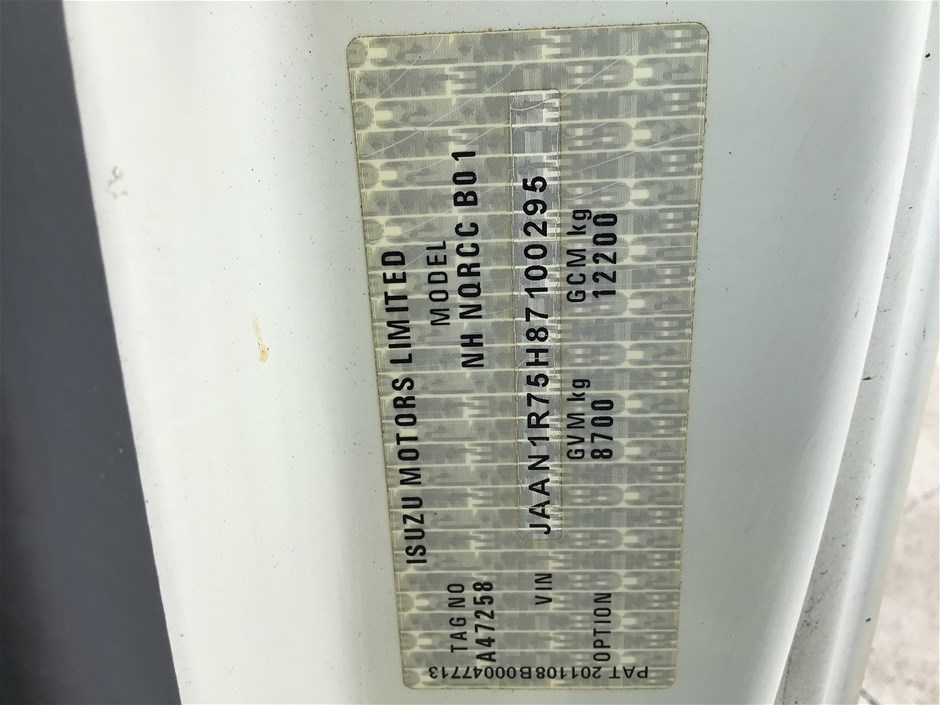 ISUZU MOTORS LIMITED
TAG NO
MODEL
A47258
NH NQRCC B01
VIN
JAAN1R75H87100295
OPTION
GVM kg
GCM kg
8700
12200
PAT 201108B00047713